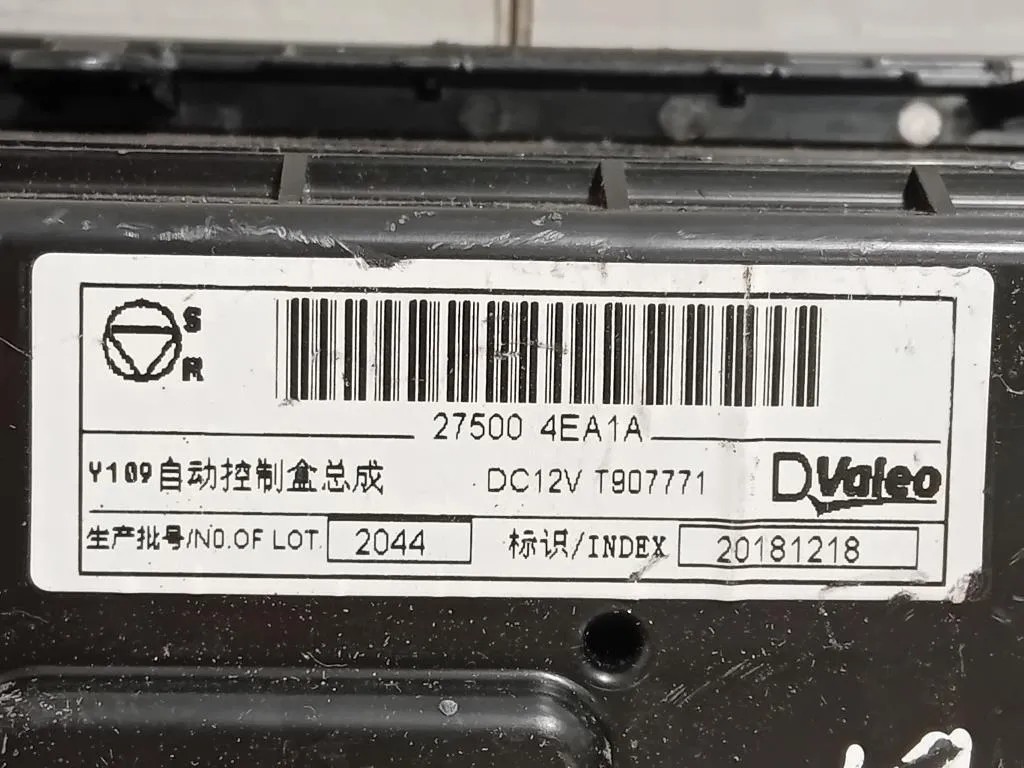 S
R
27500 4EA1A
Y109自动控制盒总成 DC12V T907771 Valeo
生产批号/NO.OF LOT 2044 标识/INDEX 20181218